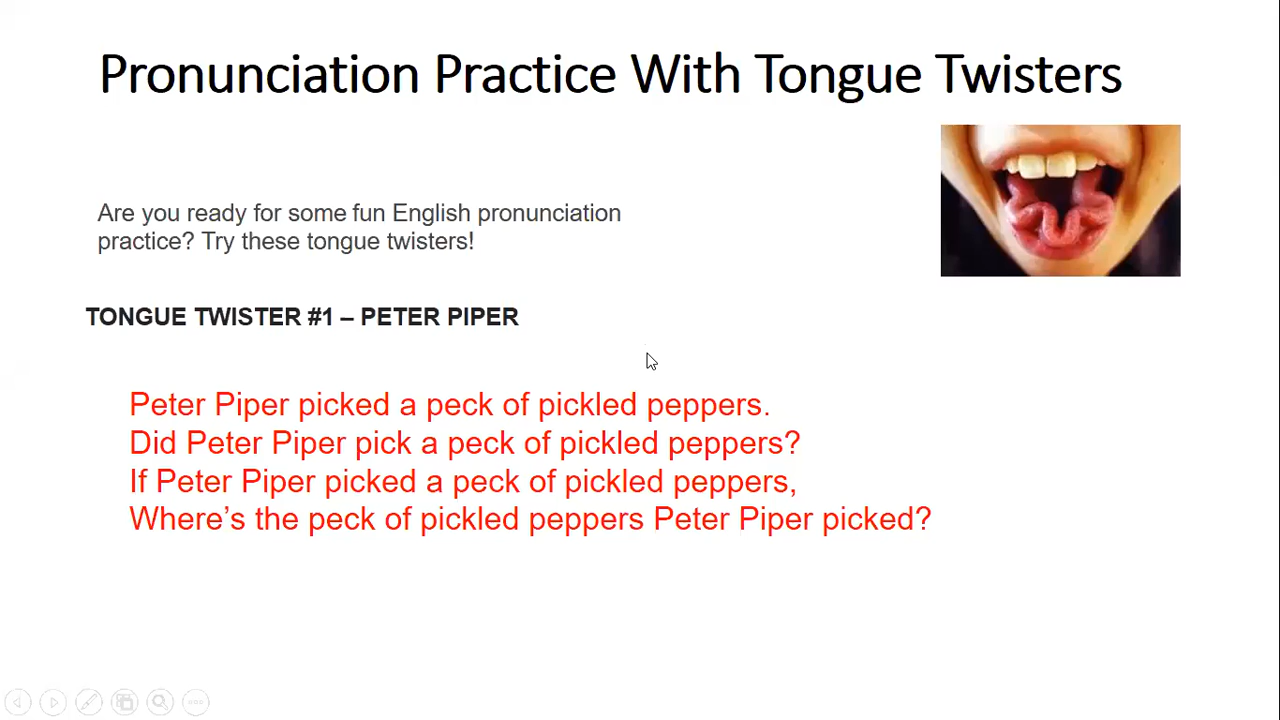 Pronunciation Practice With Tongue Twisters
Are you ready for some fun English pronunciation
practice? Try these tongue twisters!
TONGUE TWISTER #1 – PETER PIPER
Peter Piper picked a peck of pickled peppers.
Did Peter Piper pick a peck of pickled peppers?
If Peter Piper picked a peck of pickled peppers,
Where’s the peck of pickled peppers Peter Piper picked?